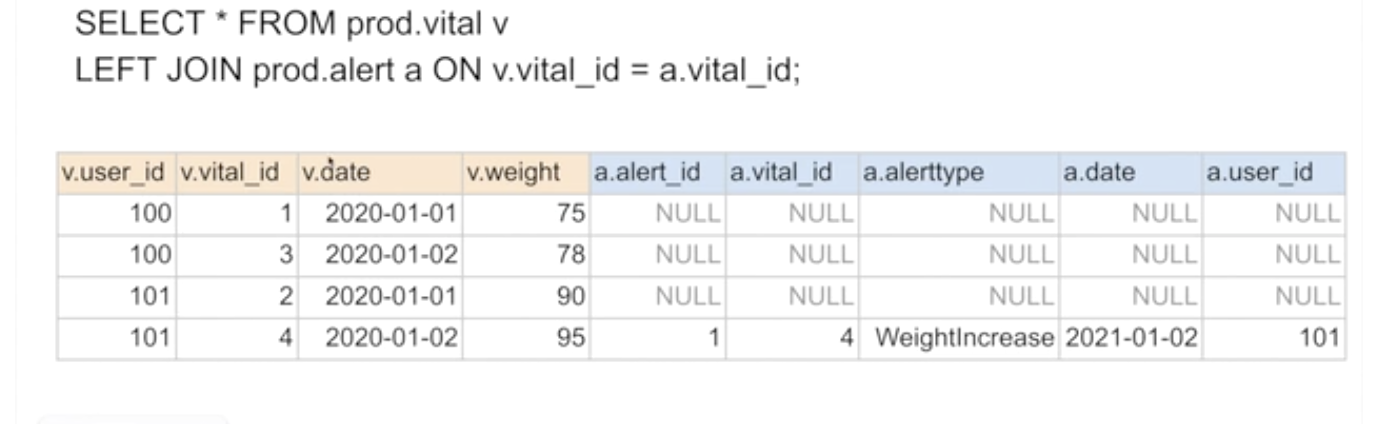 SELECT * FROM prod.vital v
LEFT JOIN prod.alert a ON v.vital_id = a.vital_id;
v.user_id v.vital_id v.date v.weight a.alert_id a.vital_id a.alerttype a.date a.user_id
100 1 2020-01-01 75 NULL NULL NULL NULL NULL
100 3 2020-01-02 78 NULL NULL NULL NULL NULL
101 2 2020-01-01 90 NULL NULL NULL NULL NULL
101 4 2020-01-02 95 1 4 WeightIncrease 2021-01-02 101